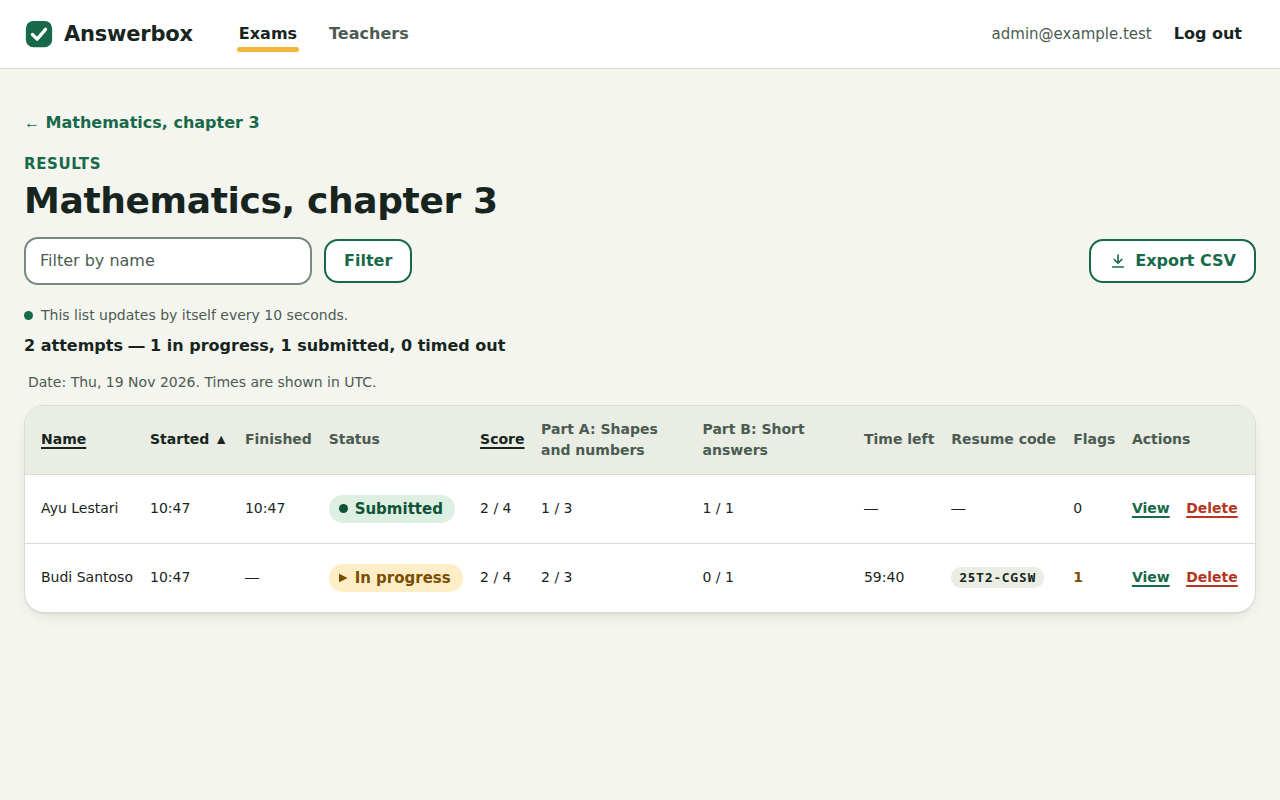 Answerbox Exams Teachers admin@example.test Log out
← Mathematics, chapter 3
RESULTS
Mathematics, chapter 3
Filter by name Filter Export CSV
This list updates by itself every 10 seconds.
2 attempts — 1 in progress, 1 submitted, 0 timed out
Date: Thu, 19 Nov 2026. Times are shown in UTC.
Name Started ▲ Finished Status Score Part A: Shapes and numbers Part B: Short answers Time left Resume code Flags Actions
Ayu Lestari 10:47 10:47 Submitted 2 / 4 1 / 3 1 / 1 — — 0 View Delete
Budi Santoso 10:47 — In progress 2 / 4 2 / 3 0 / 1 59:40 25T2-CGSW 1 View Delete